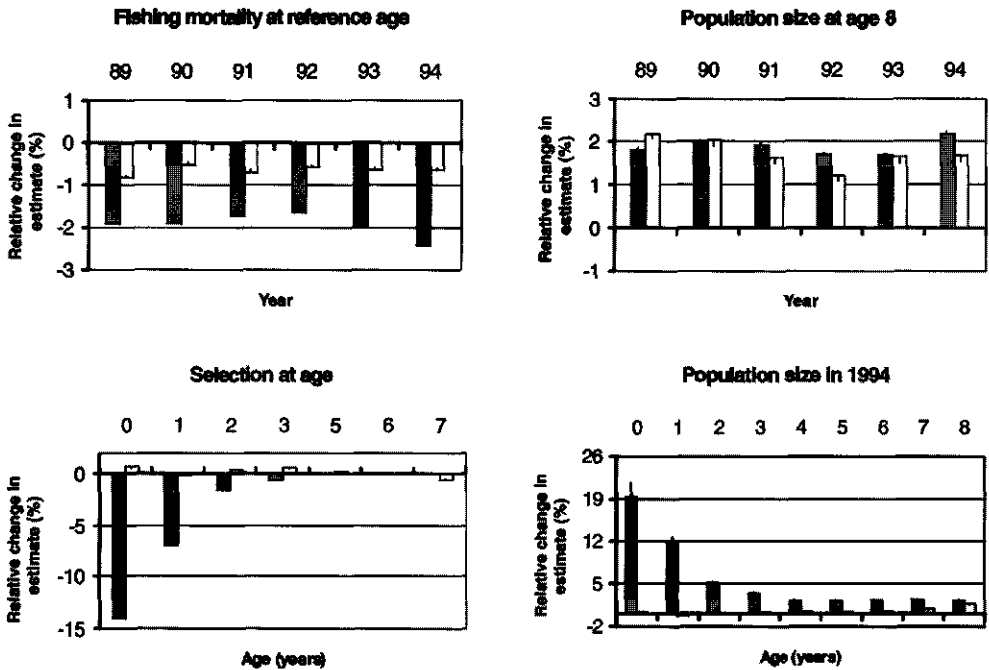 Fishing mortality at reference age
89 90 91 92 93 94
Relative change in
estimate (%)
1
0
-1
-2
-3
Year
Population size at age 8
89 90 91 92 93 94
Relative change in
estimate (%)
3
2
1
0
-1
Year
Selection at age
0 1 2 3 5 6 7
Relative change in
estimate (%)
0
-5
-10
-15
Age (years)
Population size in 1994
0 1 2 3 4 5 6 7 8
Relative change in
estimate (%)
26
19
12
5
-2
Age (years)